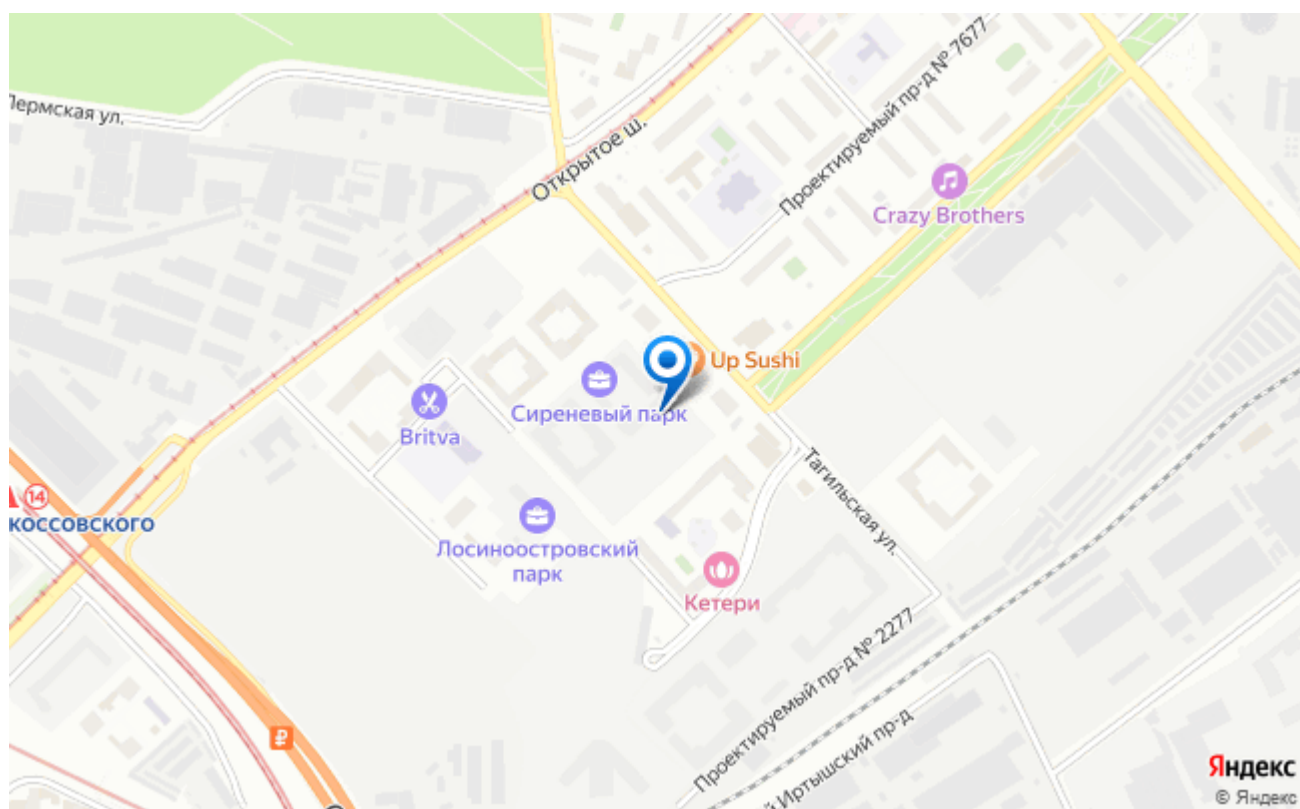 Пермская ул.
Открытое ш.
Проектируемый пр-д № 7677
Crazy Brothers
Up Sushi
Сиреневый парк
Britva
Тагильская ул.
14
коссовского
Лосиноостровский
парк
Кетери
Проектируемый пр-д № 2277
й Иртышский пр-д
₽
Яндекс
© Яндекс